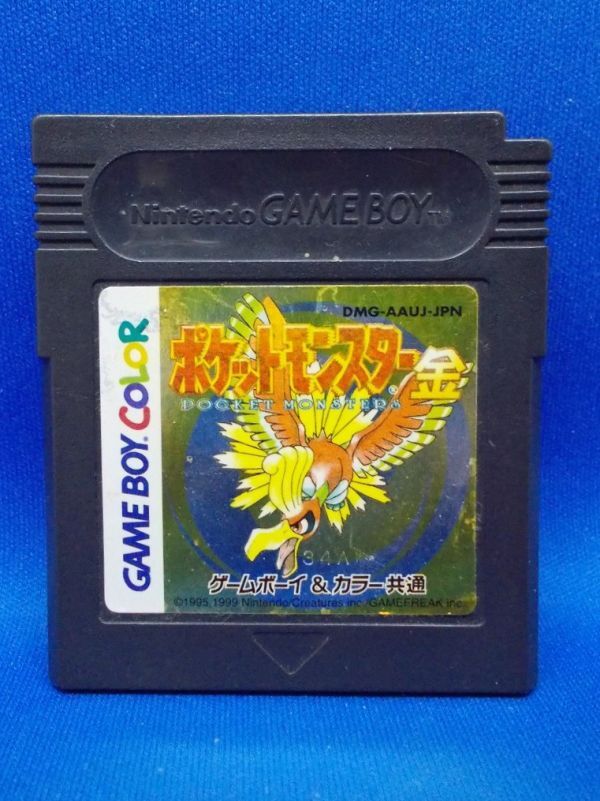 Nintendo GAME BOY TM
DMG-AAUJ-JPN
ポケットモンスター金
POCKET MONSTERS
GAME BOY COLOR
34A
ゲームボーイ&カラー共通
©1995,1999 Nintendo/Creatures inc./GAMEFREAK inc.